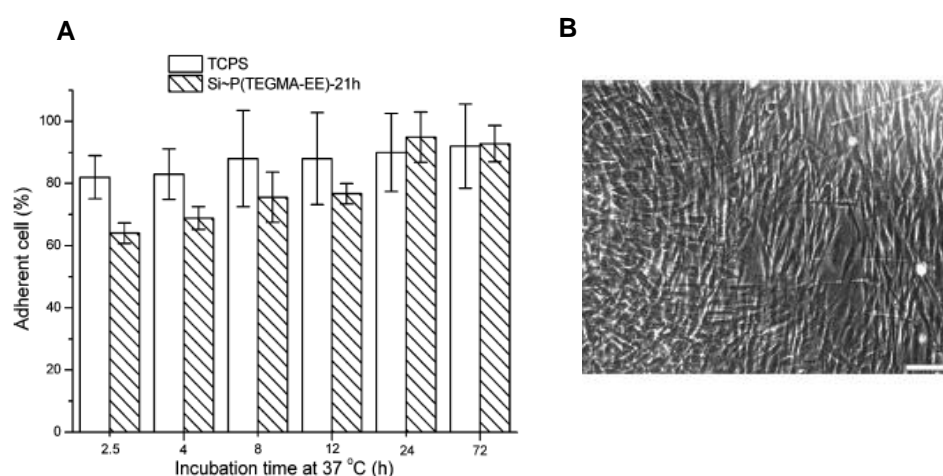 A
B
TCPS
Si~P(TEGMA-EE)-21h
100
80
60
40
20
0
Adherent cell (%)
2.5 4 8 12 24 72
Incubation time at 37 °C (h)